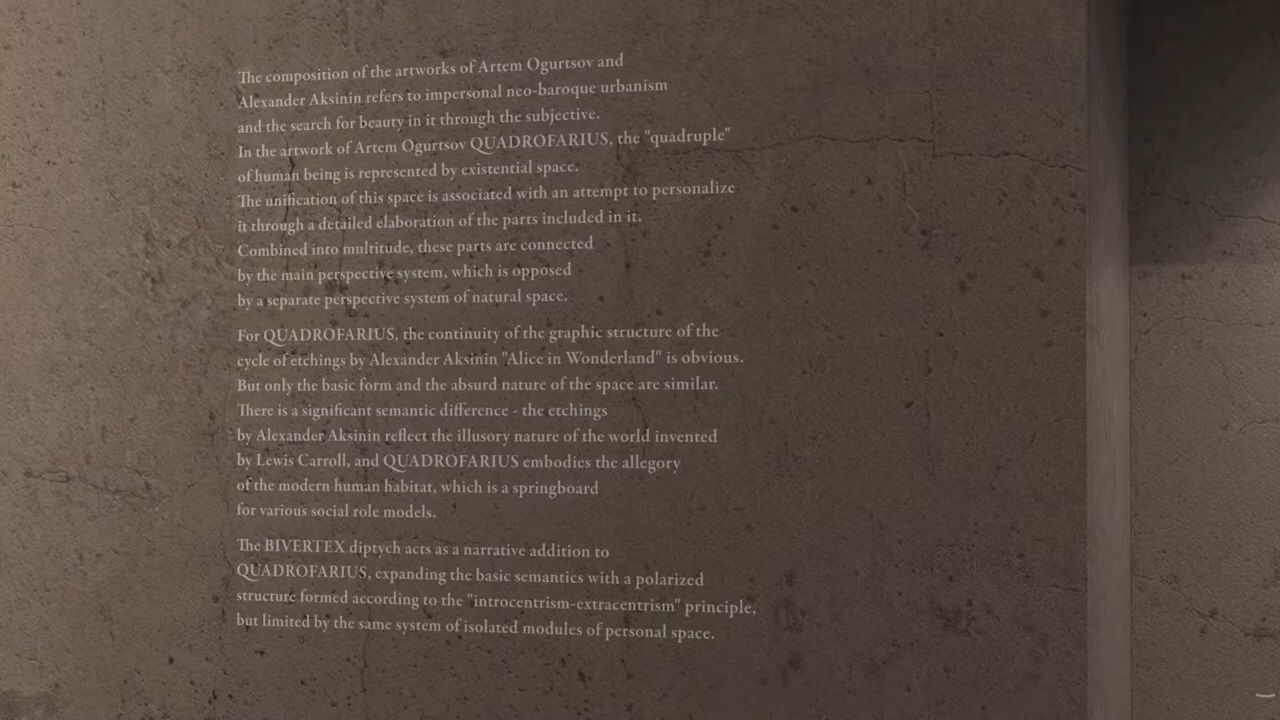 The composition of the artworks of Artem Ogurtsov and
Alexander Aksinin refers to impersonal neo-baroque urbanism
and the search for beauty in it through the subjective.
In the artwork of Artem Ogurtsov QUADROFARIUS, the "quadruple"
of human being is represented by existential space.
The unification of this space is associated with an attempt to personalize
it through a detailed elaboration of the parts included in it.
Combined into multitude, these parts are connected
by the main perspective system, which is opposed
by a separate perspective system of natural space.
For QUADROFARIUS, the continuity of the graphic structure of the
cycle of etchings by Alexander Aksinin "Alice in Wonderland" is obvious.
But only the basic form and the absurd nature of the space are similar.
There is a significant semantic difference - the etchings
by Alexander Aksinin reflect the illusory nature of the world invented
by Lewis Carroll, and QUADROFARIUS embodies the allegory
of the modern human habitat, which is a springboard
for various social role models.
The BIVERTEX diptych acts as a narrative addition to
QUADROFARIUS, expanding the basic semantics with a polarized
structure formed according to the "introcentrism-extracentrism" principle,
but limited by the same system of isolated modules of personal space.